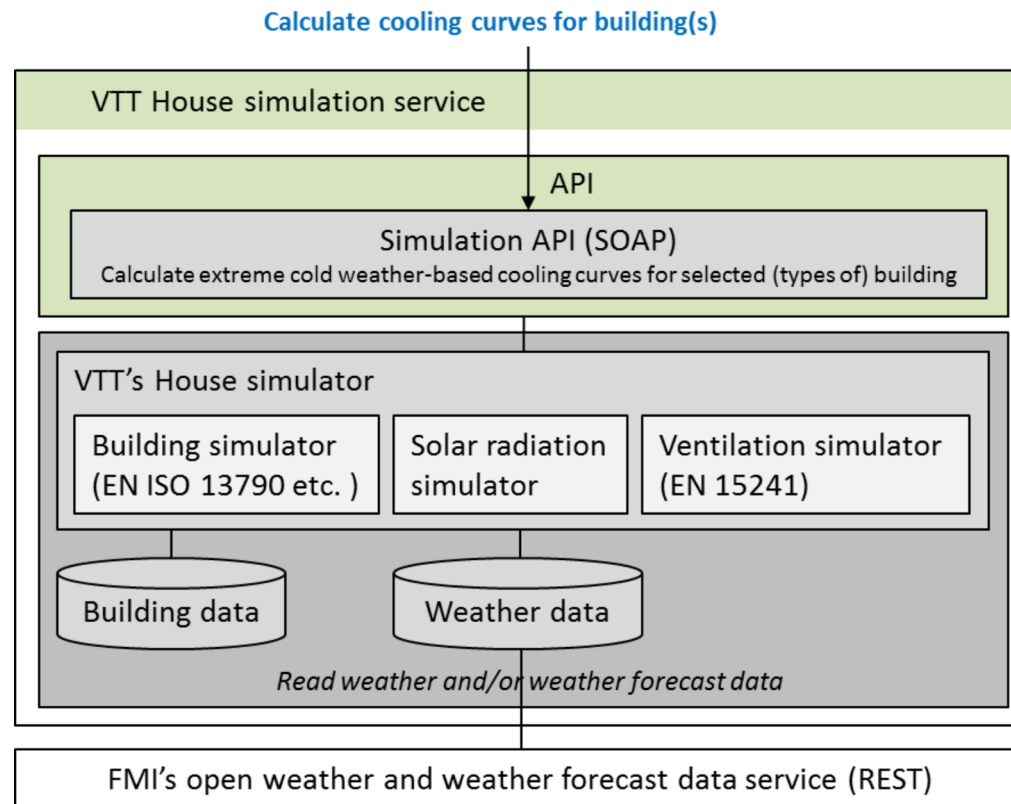 Calculate cooling curves for building(s)
VTT House simulation service
API
Simulation API (SOAP)
Calculate extreme cold weather-based cooling curves for selected (types of) building
VTT’s House simulator
Building simulator
(EN ISO 13790 etc. )
Solar radiation
simulator
Ventilation simulator
(EN 15241)
Building data
Weather data
Read weather and/or weather forecast data
FMI’s open weather and weather forecast data service (REST)